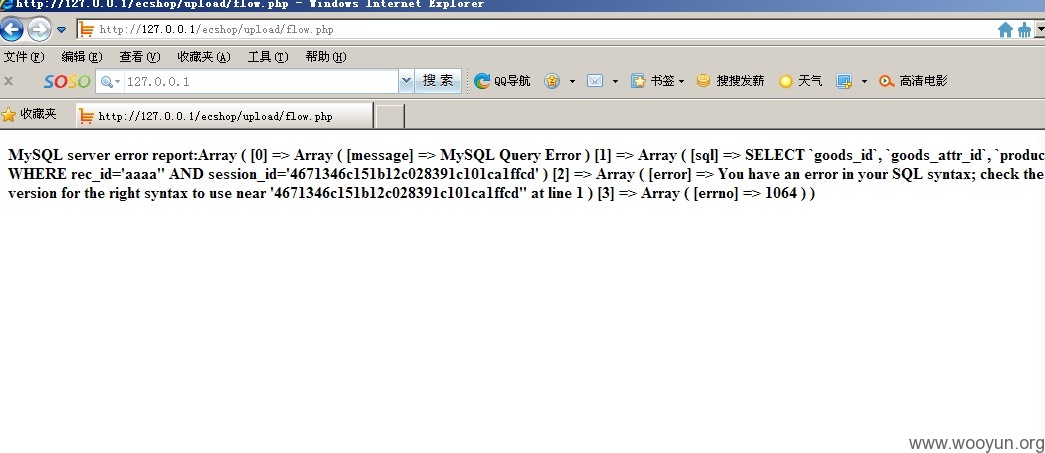 http://127.0.0.1/ecshop/upload/flow.php - Windows Internet Explorer
http://127.0.0.1/ecshop/upload/flow.php
文件(F) 编辑(E) 查看(V) 收藏夹(A) 工具(T) 帮助(H)
SOSO 127.0.0.1 搜索 QQ导航 书签 搜搜发薪 天气 高清电影
收藏夹 http://127.0.0.1/ecshop/upload/flow.php
MySQL server error report:Array ( [0] => Array ( [message] => MySQL Query Error ) [1] => Array ( [sql] => SELECT `goods_id`, `goods_attr_id`, `produc
WHERE rec_id='aaaa'' AND session_id='4671346c151b12c028391c101ca1ffcd' ) [2] => Array ( [error] => You have an error in your SQL syntax; check the
version for the right syntax to use near '4671346c151b12c028391c101ca1ffcd'' at line 1 ) [3] => Array ( [errno] => 1064 ) )
www.wooyun.org